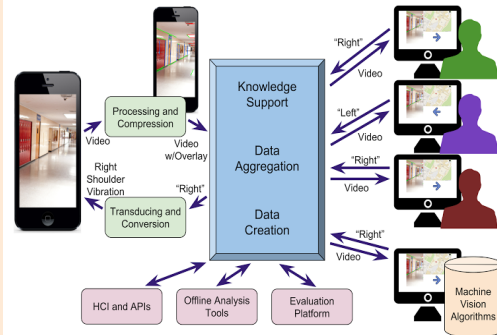 Processing and
Compression
Video
Video
w/Overlay
Right
Shoulder
Vibration
"Right"
Transducing and
Conversion
Knowledge
Support
Data
Aggregation
Data
Creation
"Right"
Video
"Left"
Video
"Right"
Video
"Right"
Video
Machine
Vision
Algorithms
HCI and APIs
Offline Analysis
Tools
Evaluation
Platform